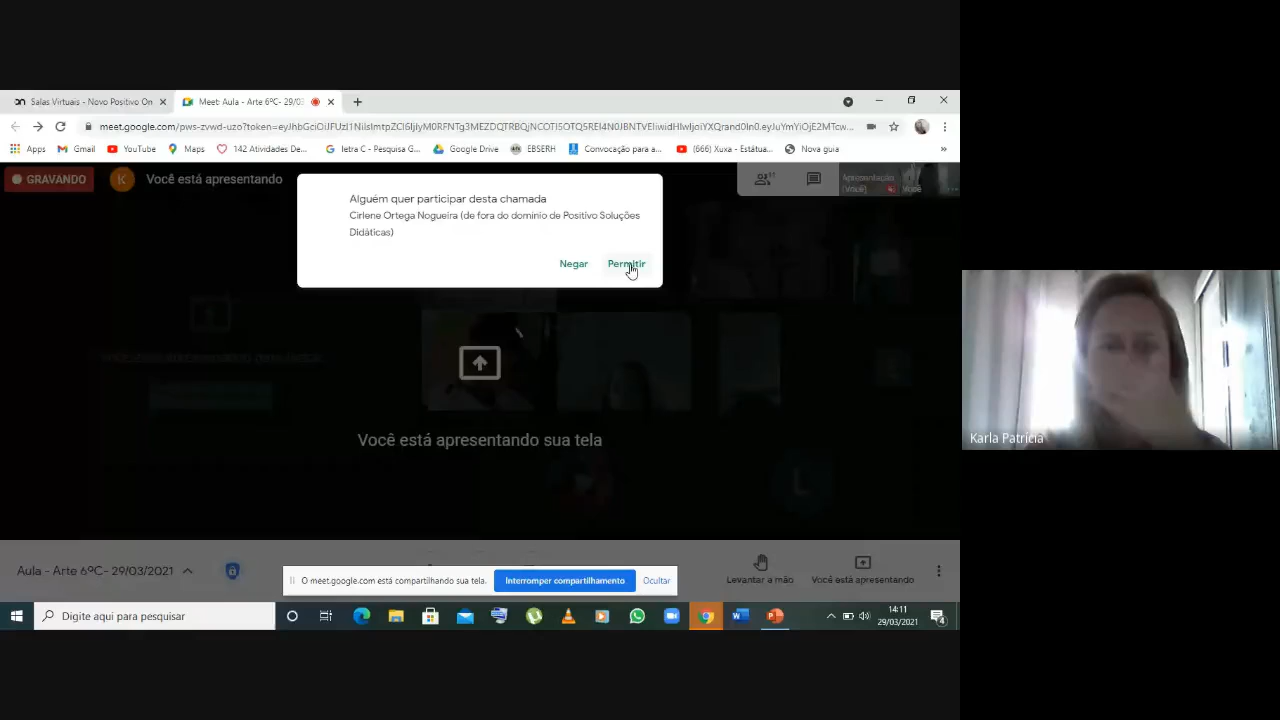 Salas Virtuais - Novo Positivo On
Meet: Aula - Arte 6ºC- 29/03
Apps
Gmail
YouTube
Maps
142 Atividades De...
letra C - Pesquisa G...
Google Drive
EBSERH
Convocação para a...
(666) Xuxa - Estátua...
Nova guia
»
GRAVANDO
K
Você está apresentando
Apresentação (Você)
Você
Alguém quer participar desta chamada
Cirlene Ortega Nogueira (de fora do domínio de Positivo Soluções
Didáticas)
Negar
Permitir
Você está apresentando sua tela
L
Karla Patrícia
Aula - Arte 6ºC- 29/03/2021
O meet.google.com está compartilhando sua tela.
Interromper compartilhamento
Ocultar
Levantar a mão
Você está apresentando
Digite aqui para pesquisar
14:11
29/03/2021
4